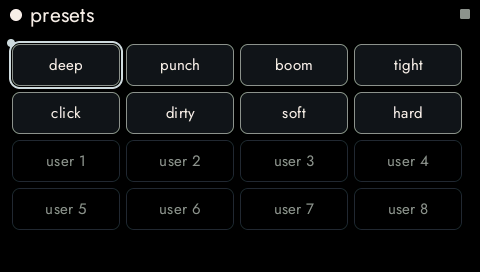 presets
deep punch boom tight
click dirty soft hard
user 1 user 2 user 3 user 4
user 5 user 6 user 7 user 8